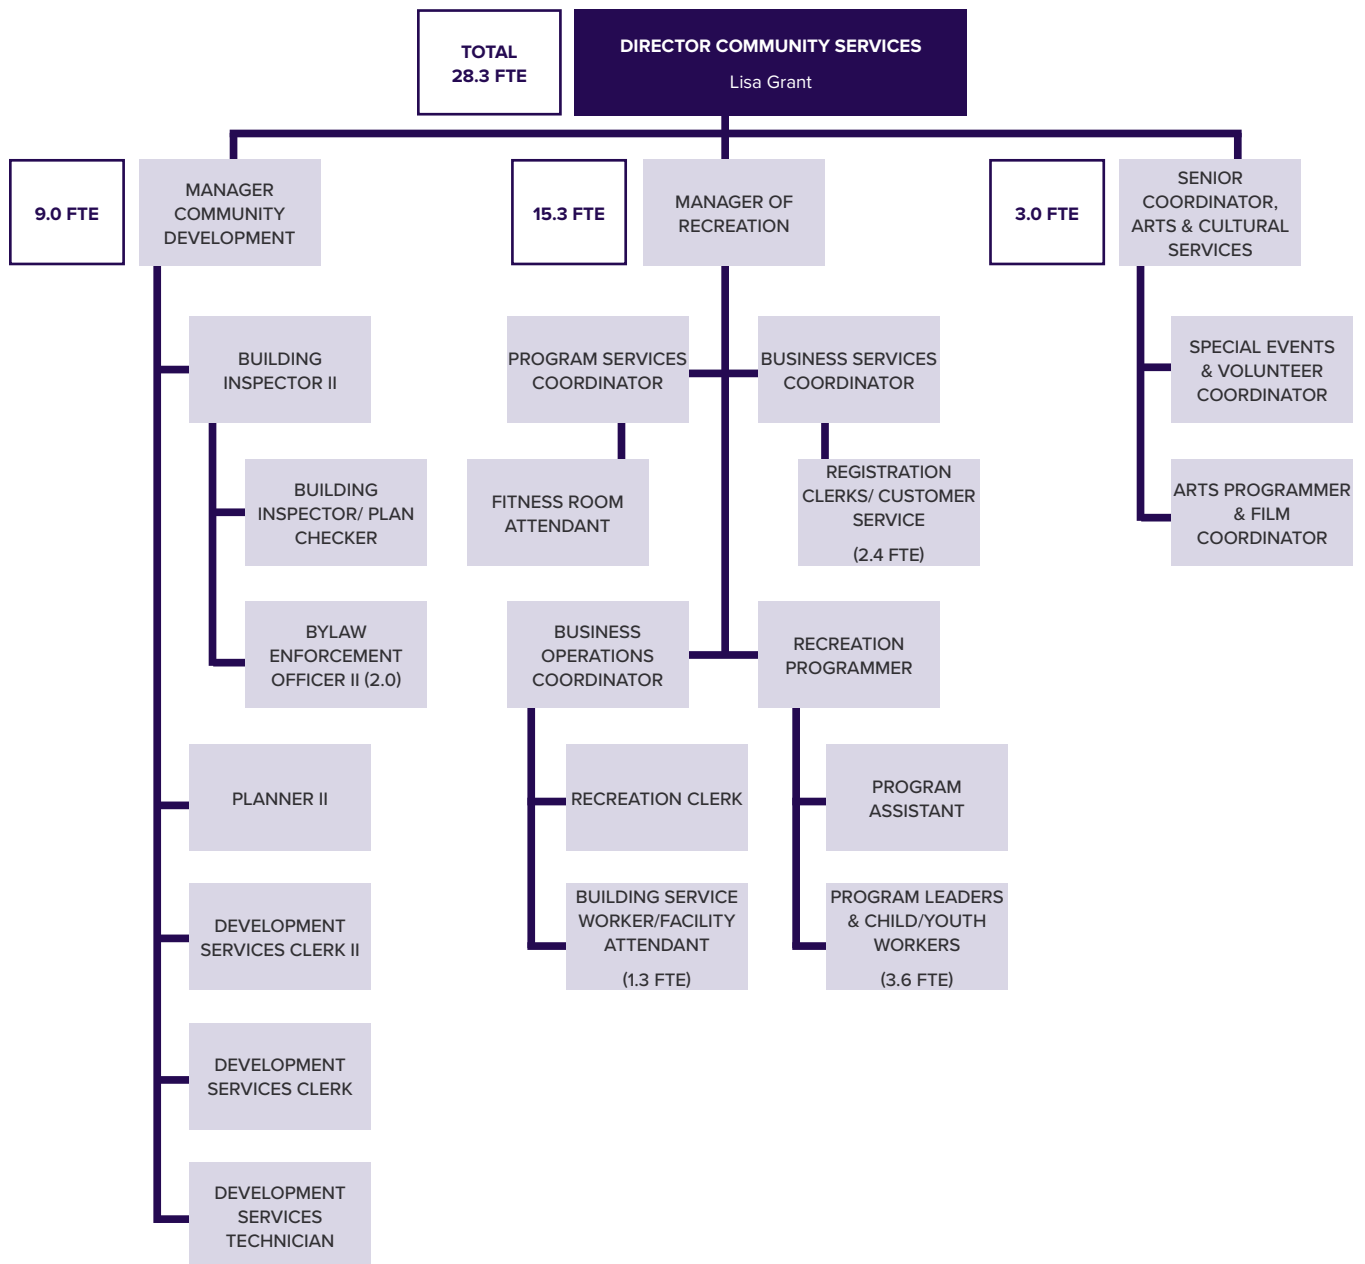 TOTAL
28.3 FTE
DIRECTOR COMMUNITY SERVICES
Lisa Grant
9.0 FTE
MANAGER
COMMUNITY
DEVELOPMENT
15.3 FTE
MANAGER OF
RECREATION
3.0 FTE
SENIOR
COORDINATOR,
ARTS & CULTURAL
SERVICES
BUILDING
INSPECTOR II
PROGRAM SERVICES
COORDINATOR
BUSINESS SERVICES
COORDINATOR
SPECIAL EVENTS
& VOLUNTEER
COORDINATOR
BUILDING
INSPECTOR/ PLAN
CHECKER
FITNESS ROOM
ATTENDANT
REGISTRATION
CLERKS/ CUSTOMER
SERVICE
(2.4 FTE)
ARTS PROGRAMMER
& FILM
COORDINATOR
BYLAW
ENFORCEMENT
OFFICER II (2.0)
BUSINESS
OPERATIONS
COORDINATOR
RECREATION
PROGRAMMER
PLANNER II
RECREATION CLERK
PROGRAM
ASSISTANT
DEVELOPMENT
SERVICES CLERK II
BUILDING SERVICE
WORKER/FACILITY
ATTENDANT
(1.3 FTE)
PROGRAM LEADERS
& CHILD/YOUTH
WORKERS
(3.6 FTE)
DEVELOPMENT
SERVICES CLERK
DEVELOPMENT
SERVICES
TECHNICIAN